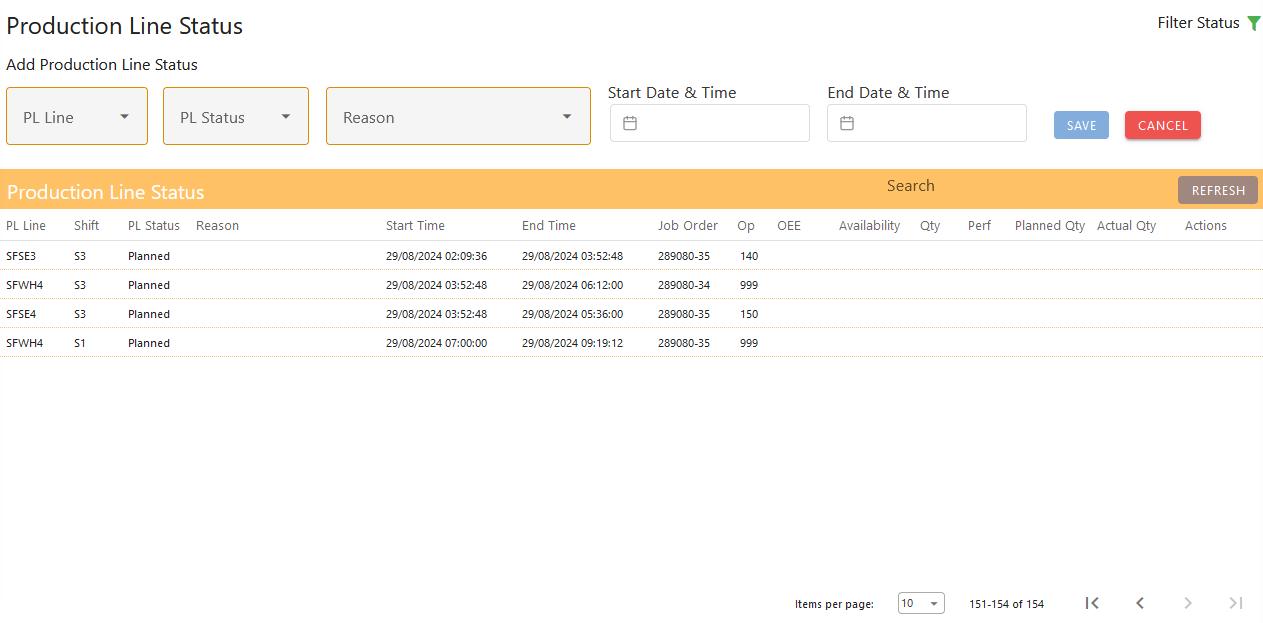 Production Line Status
Filter Status
Add Production Line Status
PL Line
PL Status
Reason
Start Date & Time
End Date & Time
SAVE
CANCEL
Production Line Status
Search
REFRESH
PL Line Shift PL Status Reason Start Time End Time Job Order Op OEE Availability Qty Perf Planned Qty Actual Qty Actions
SFSE3 S3 Planned 29/08/2024 02:09:36 29/08/2024 03:52:48 289080-35 140
SFWH4 S3 Planned 29/08/2024 03:52:48 29/08/2024 06:12:00 289080-34 999
SFSE4 S3 Planned 29/08/2024 03:52:48 29/08/2024 05:36:00 289080-35 150
SFWH4 S1 Planned 29/08/2024 07:00:00 29/08/2024 09:19:12 289080-35 999
Items per page: 10 151-154 of 154